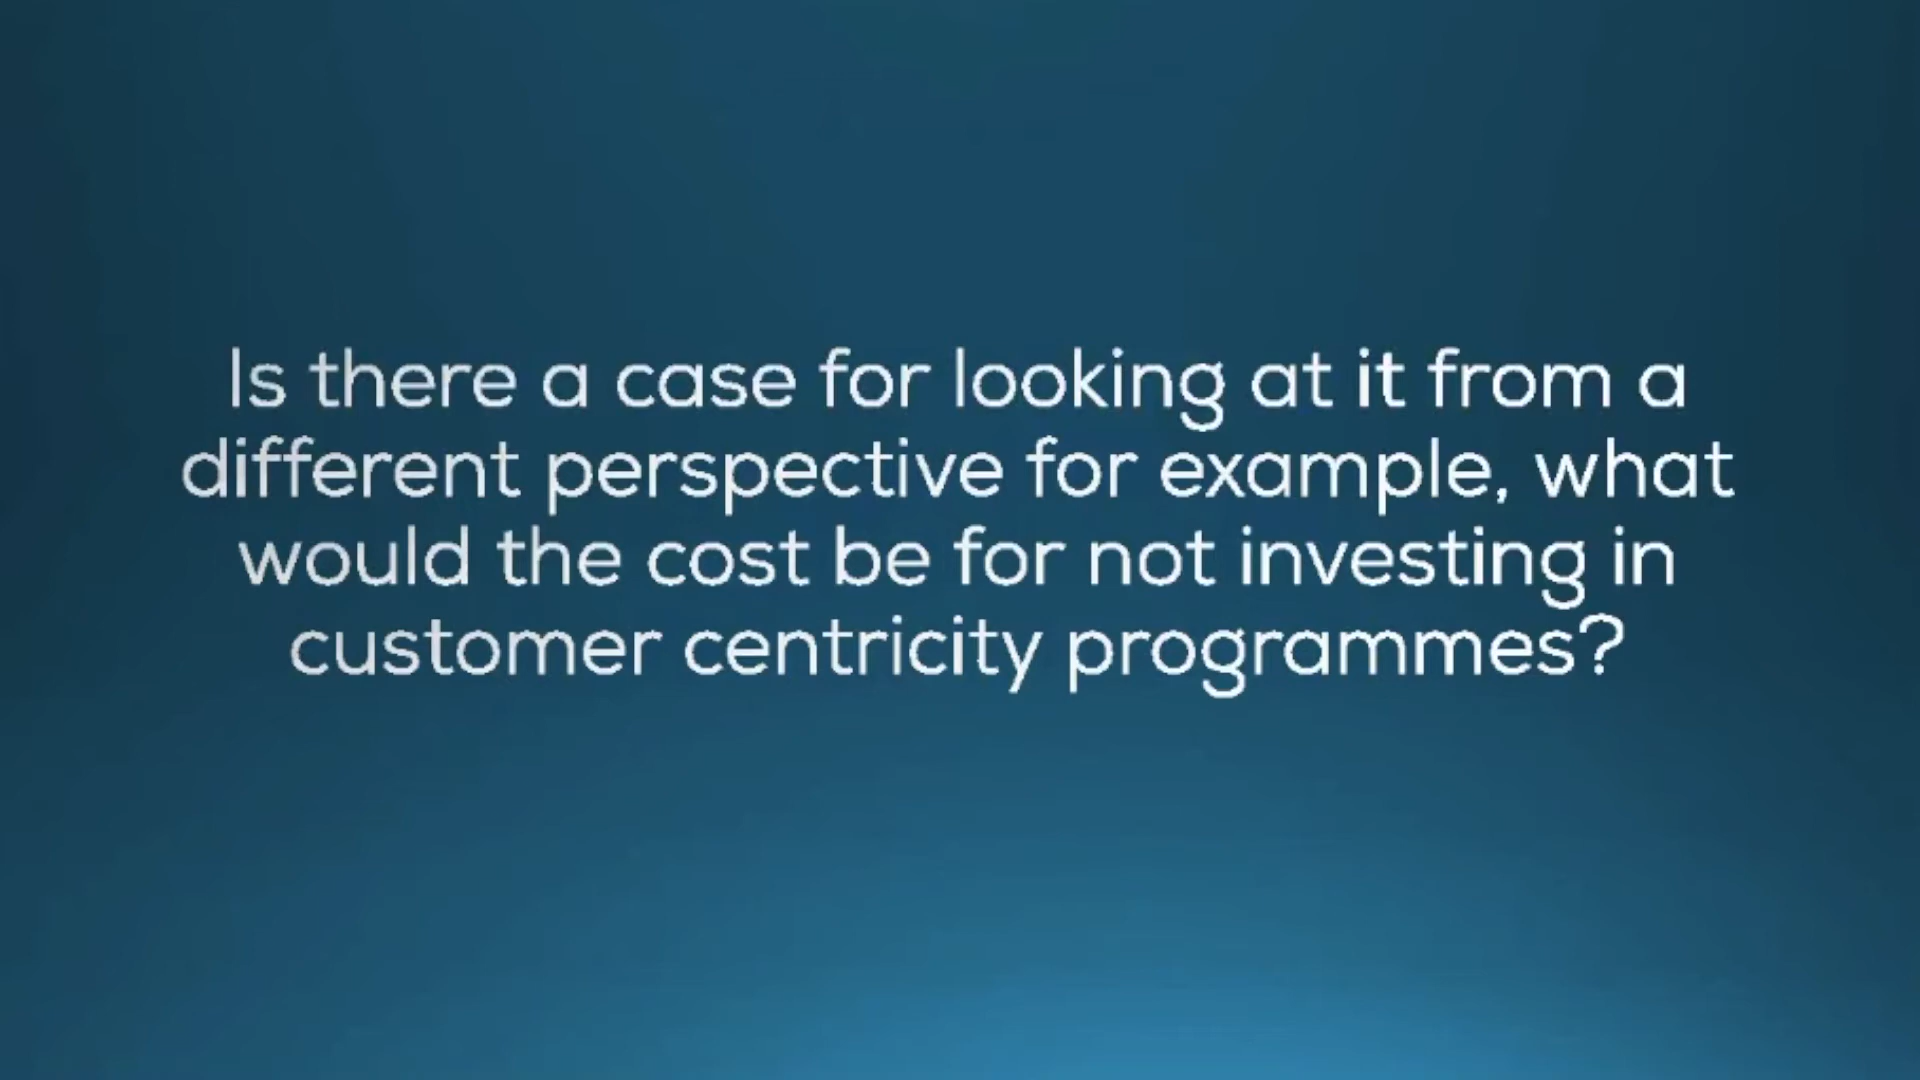 Is there a case for looking at it from a
different perspective for example, what
would the cost be for not investing in
customer centricity programmes?